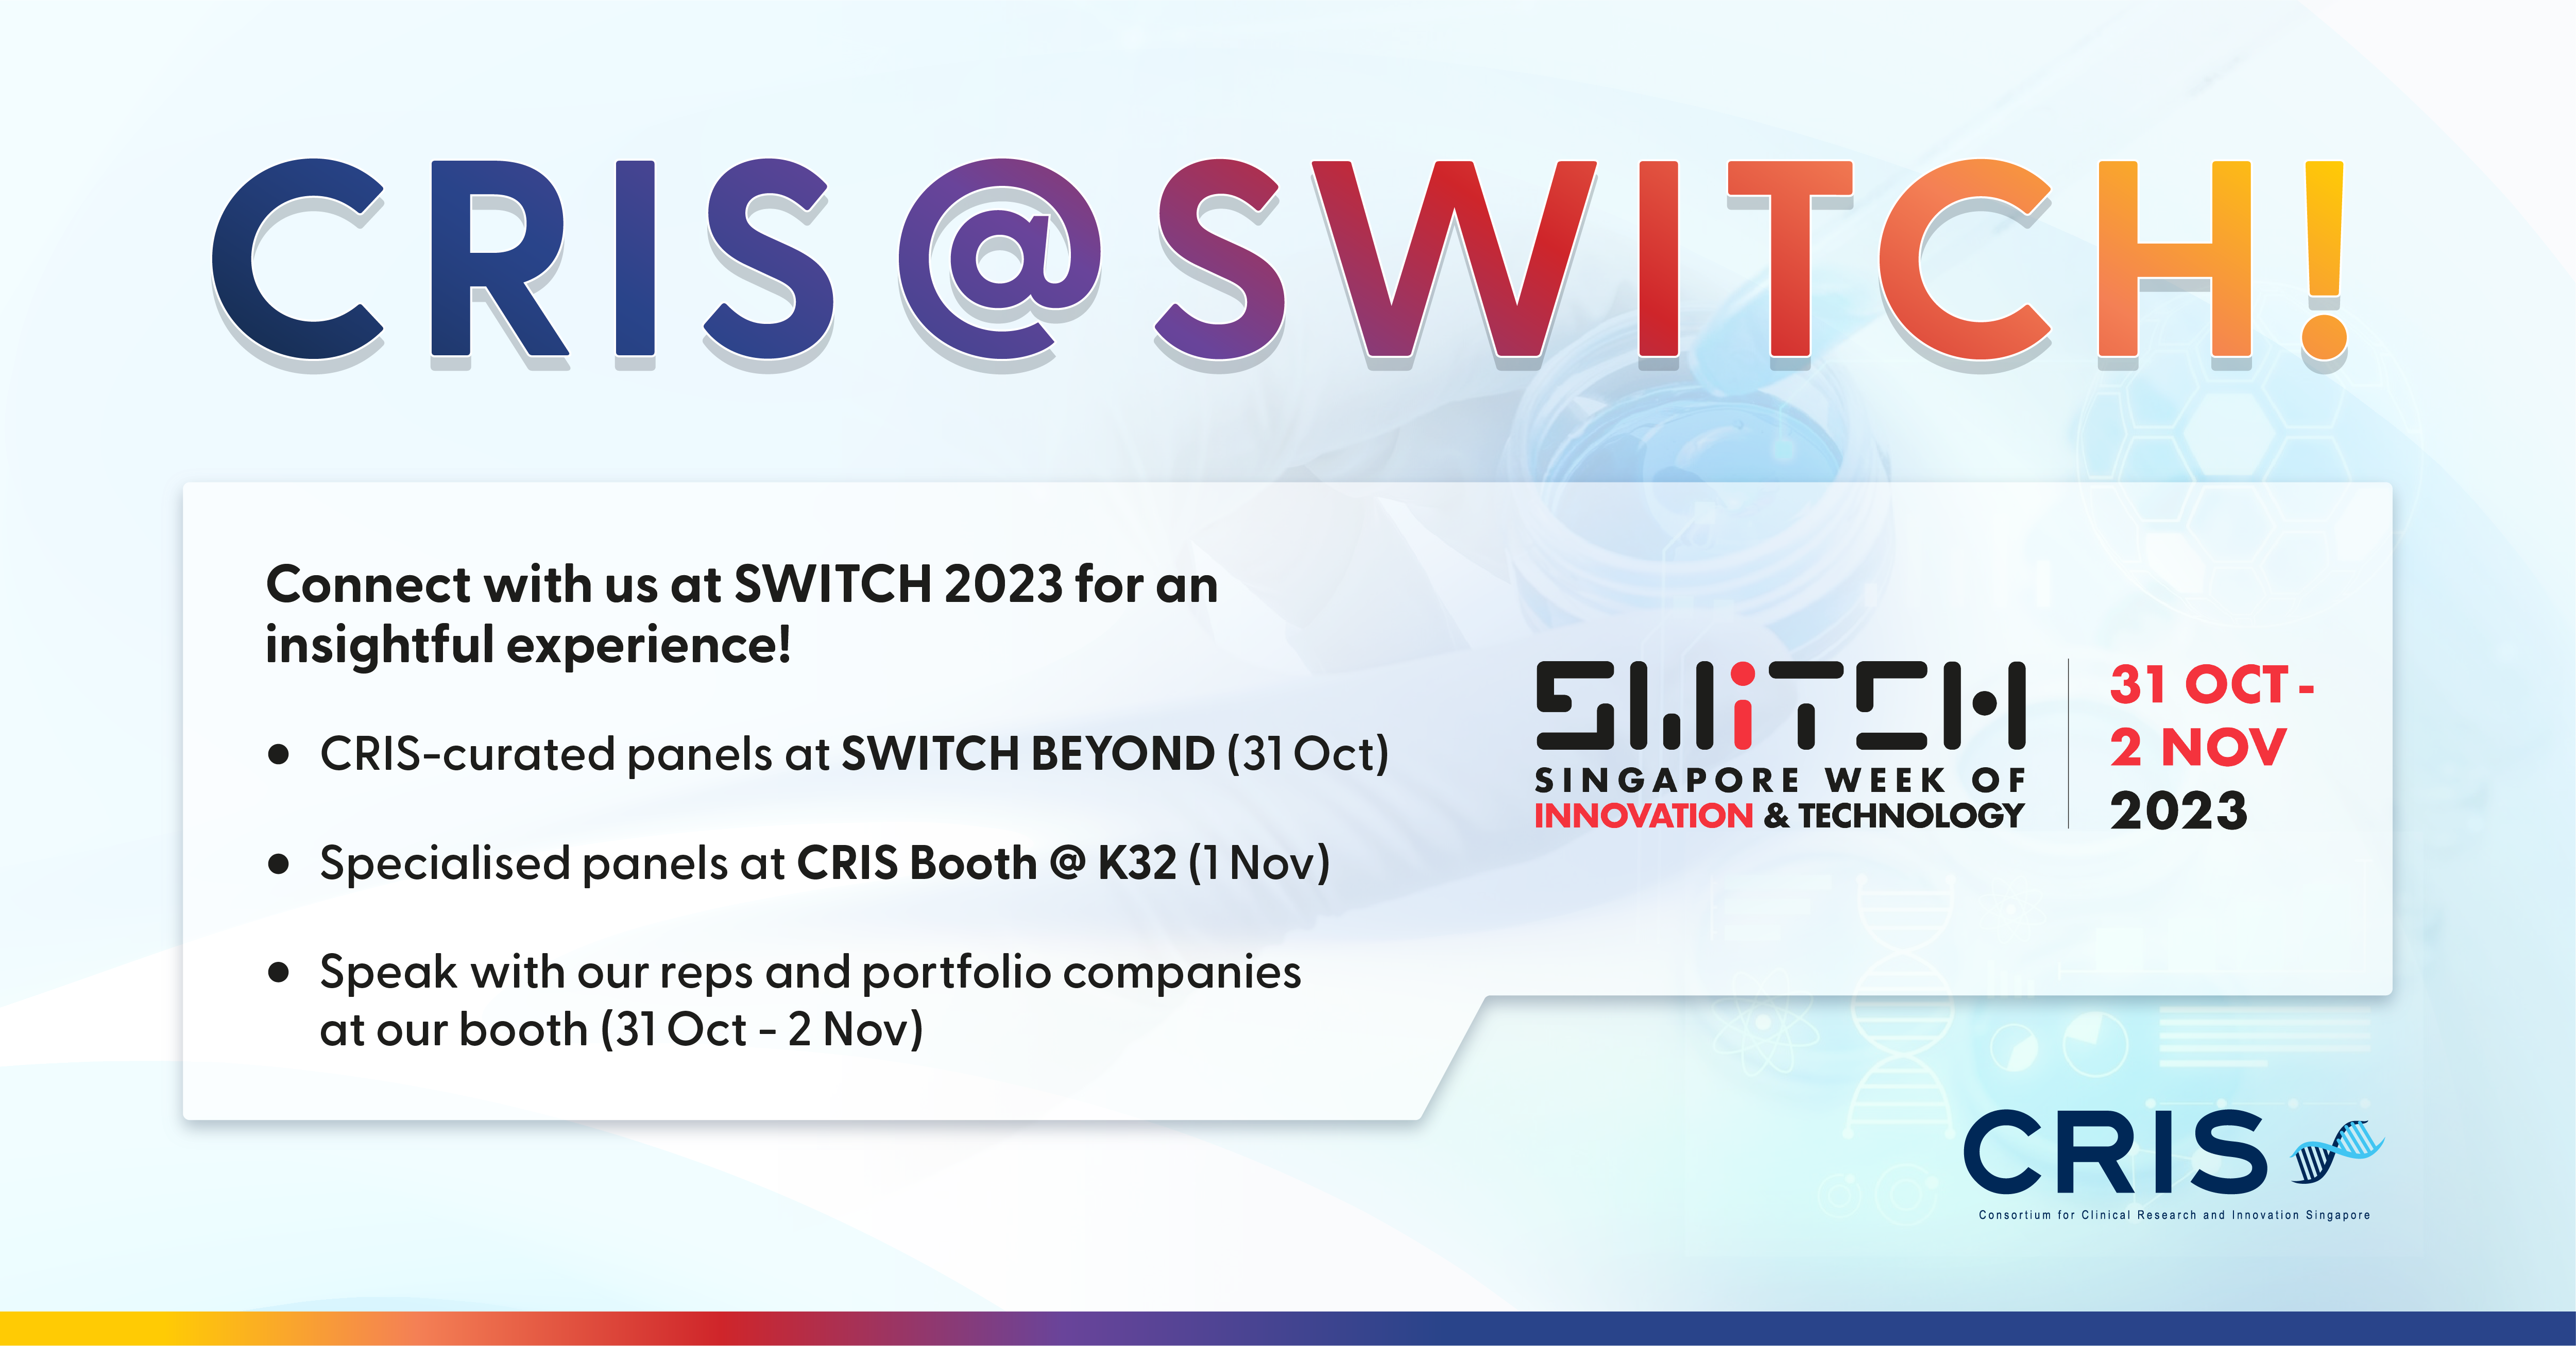 CRIS@SWITCH!
Connect with us at SWITCH 2023 for an
insightful experience!
• CRIS-curated panels at SWITCH BEYOND (31 Oct)
• Specialised panels at CRIS Booth @ K32 (1 Nov)
• Speak with our reps and portfolio companies
at our booth (31 Oct - 2 Nov)
SWiTCH
SINGAPORE WEEK OF
INNOVATION & TECHNOLOGY
31 OCT -
2 NOV
2023
CRIS
Consortium for Clinical Research and Innovation Singapore